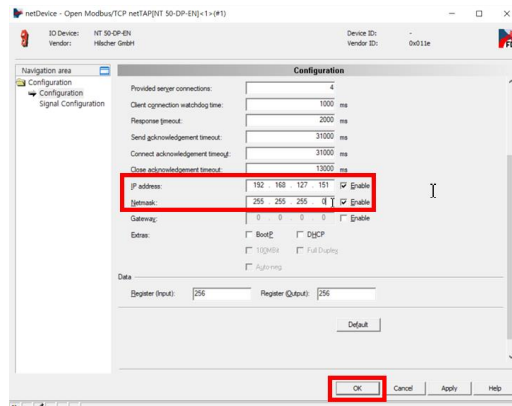 netDevice - Open Modbus/TCP netTAP[NT 50-DP-EN]<1>(#1)
IO Device: NT 50-DP-EN Device ID: -
Vendor: Hilscher GmbH Vendor ID: 0x011e
Navigation area
Configuration
Configuration
Configuration
Signal Configuration
Provided server connections: 4
Client connection watchdog time: 1000 ms
Response timeout: 2000 ms
Send acknowledgement timeout: 31000 ms
Connect acknowledgement timeout: 31000 ms
Close acknowledgement timeout: 13000 ms
IP address: 192 . 168 . 127 . 151 Enable
Netmask: 255 . 255 . 255 . 0 Enable
Gateway: 0 . 0 . 0 . 0 Enable
Extras: BootP DHCP
100MBit Full Duplex
Auto-neg.
Data
Register (Input): 256 Register (Output): 256
Default
OK Cancel Apply Help